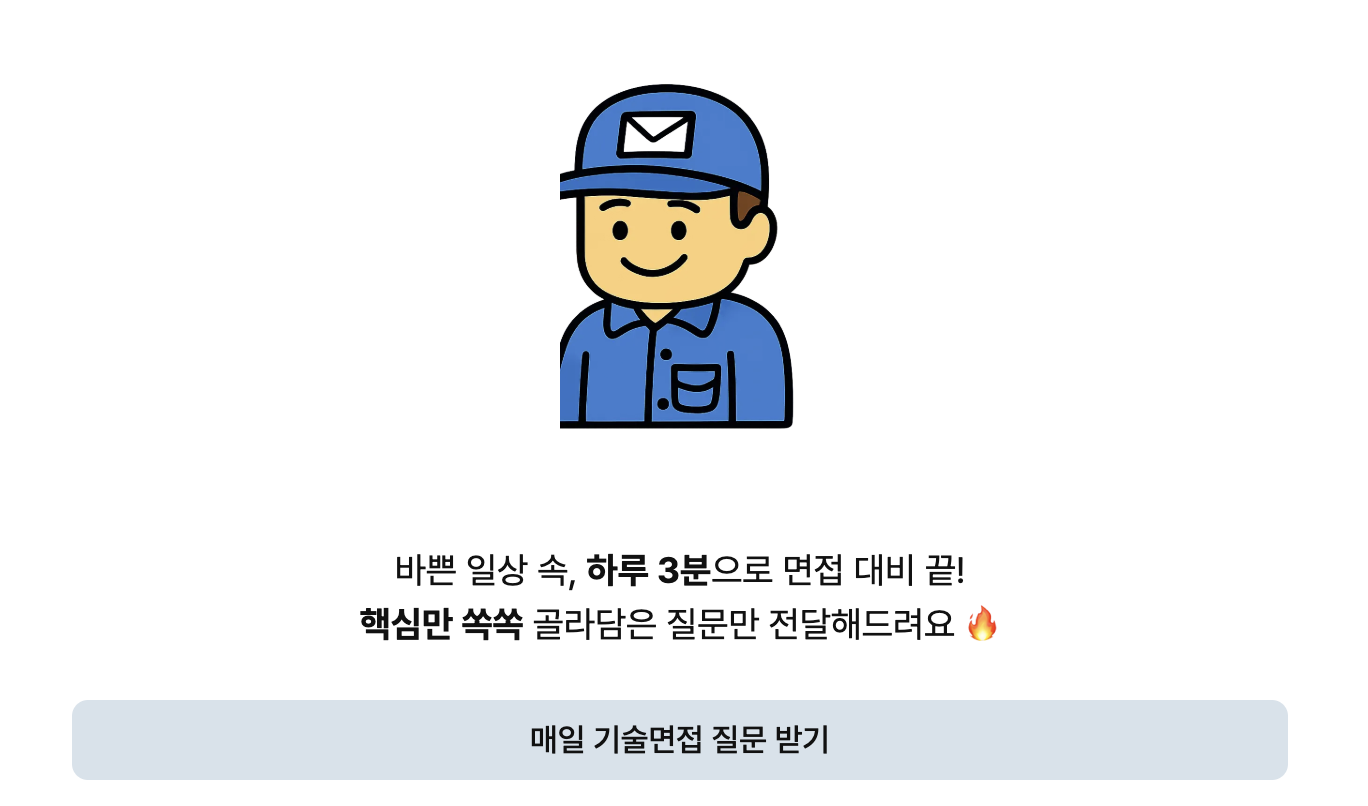 바쁜 일상 속, 하루 3분으로 면접 대비 끝!
핵심만 쏙쏙 골라담은 질문만 전달해드려요 🔥
매일 기술면접 질문 받기